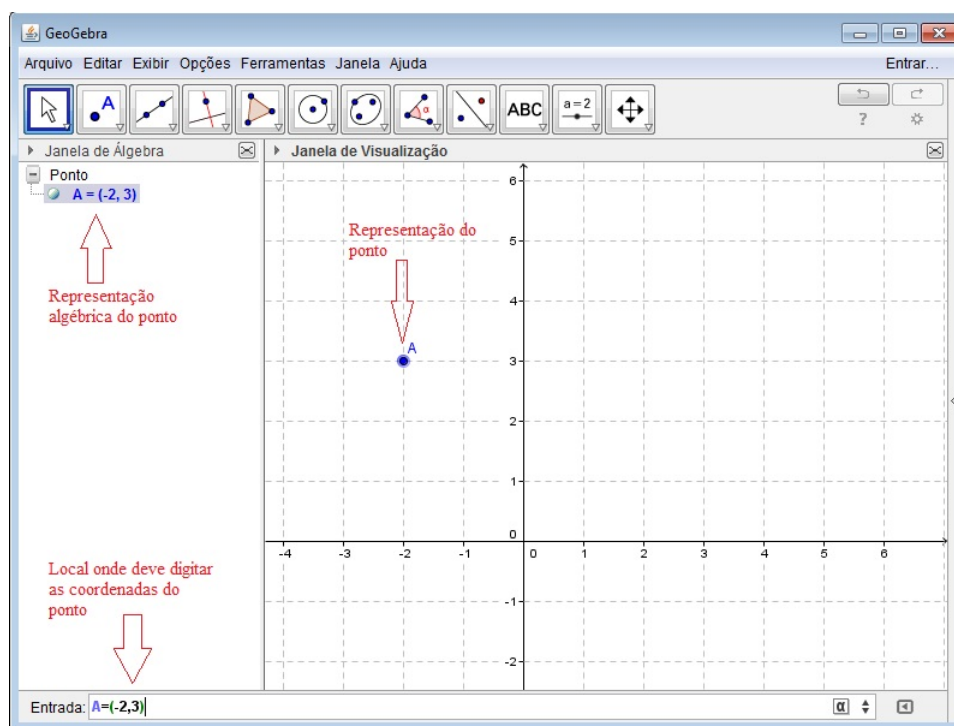 GeoGebra
Arquivo Editar Exibir Opções Ferramentas Janela Ajuda Entrar...
A ABC a=2
α
?
Janela de Álgebra
Janela de Visualização
Ponto
A = (-2, 3)
Representação
algébrica do ponto
Representação do
ponto
A
6
5
4
3
2
1
0
-4 -3 -2 -1 0 1 2 3 4 5 6
-1
-2
Local onde deve digitar
as coordenadas do
ponto
Entrada: A=(-2,3) α